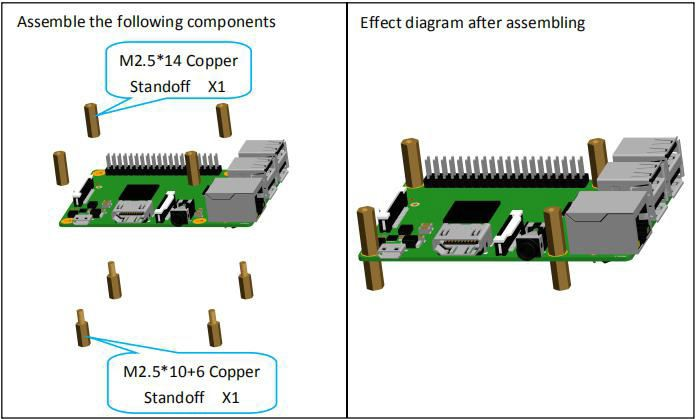 Assemble the following components
M2.5*14 Copper
Standoff X1
M2.5*10+6 Copper
Standoff X1
Effect diagram after assembling